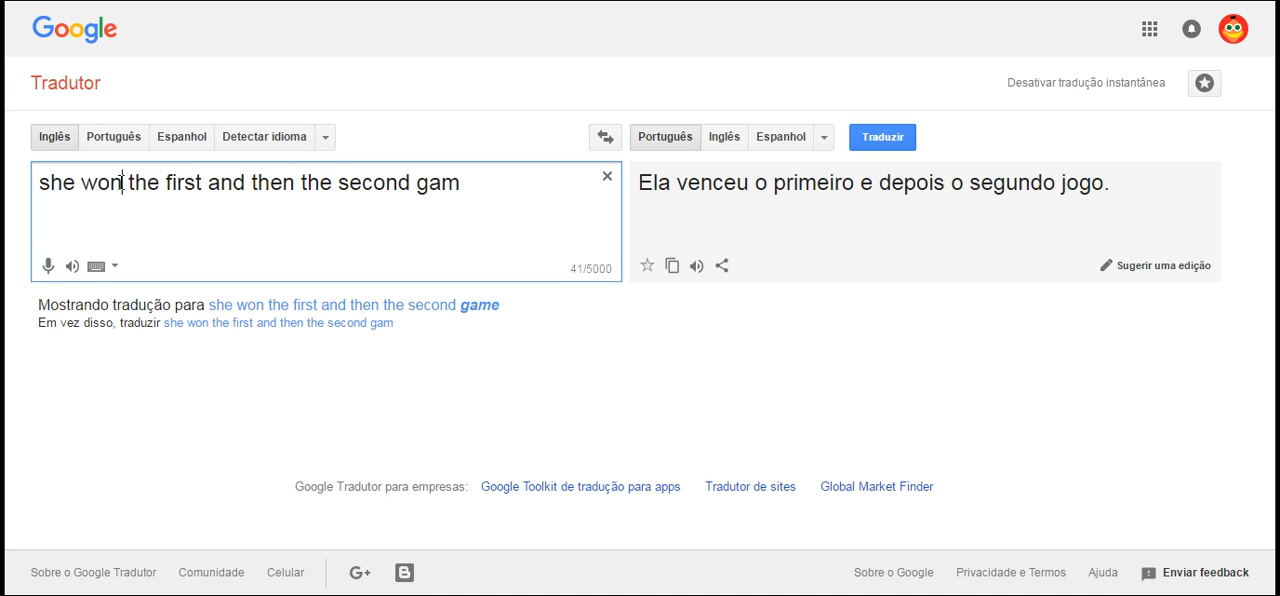 Google
Tradutor
Desativar tradução instantânea
Inglês Português Espanhol Detectar idioma
Português Inglês Espanhol Traduzir
she won the first and then the second gam
Ela venceu o primeiro e depois o segundo jogo.
41/5000
Sugerir uma edição
Mostrando tradução para she won the first and then the second game
Em vez disso, traduzir she won the first and then the second gam
Google Tradutor para empresas: Google Toolkit de tradução para apps Tradutor de sites Global Market Finder
Sobre o Google Tradutor Comunidade Celular G+ B Sobre o Google Privacidade e Termos Ajuda Enviar feedback